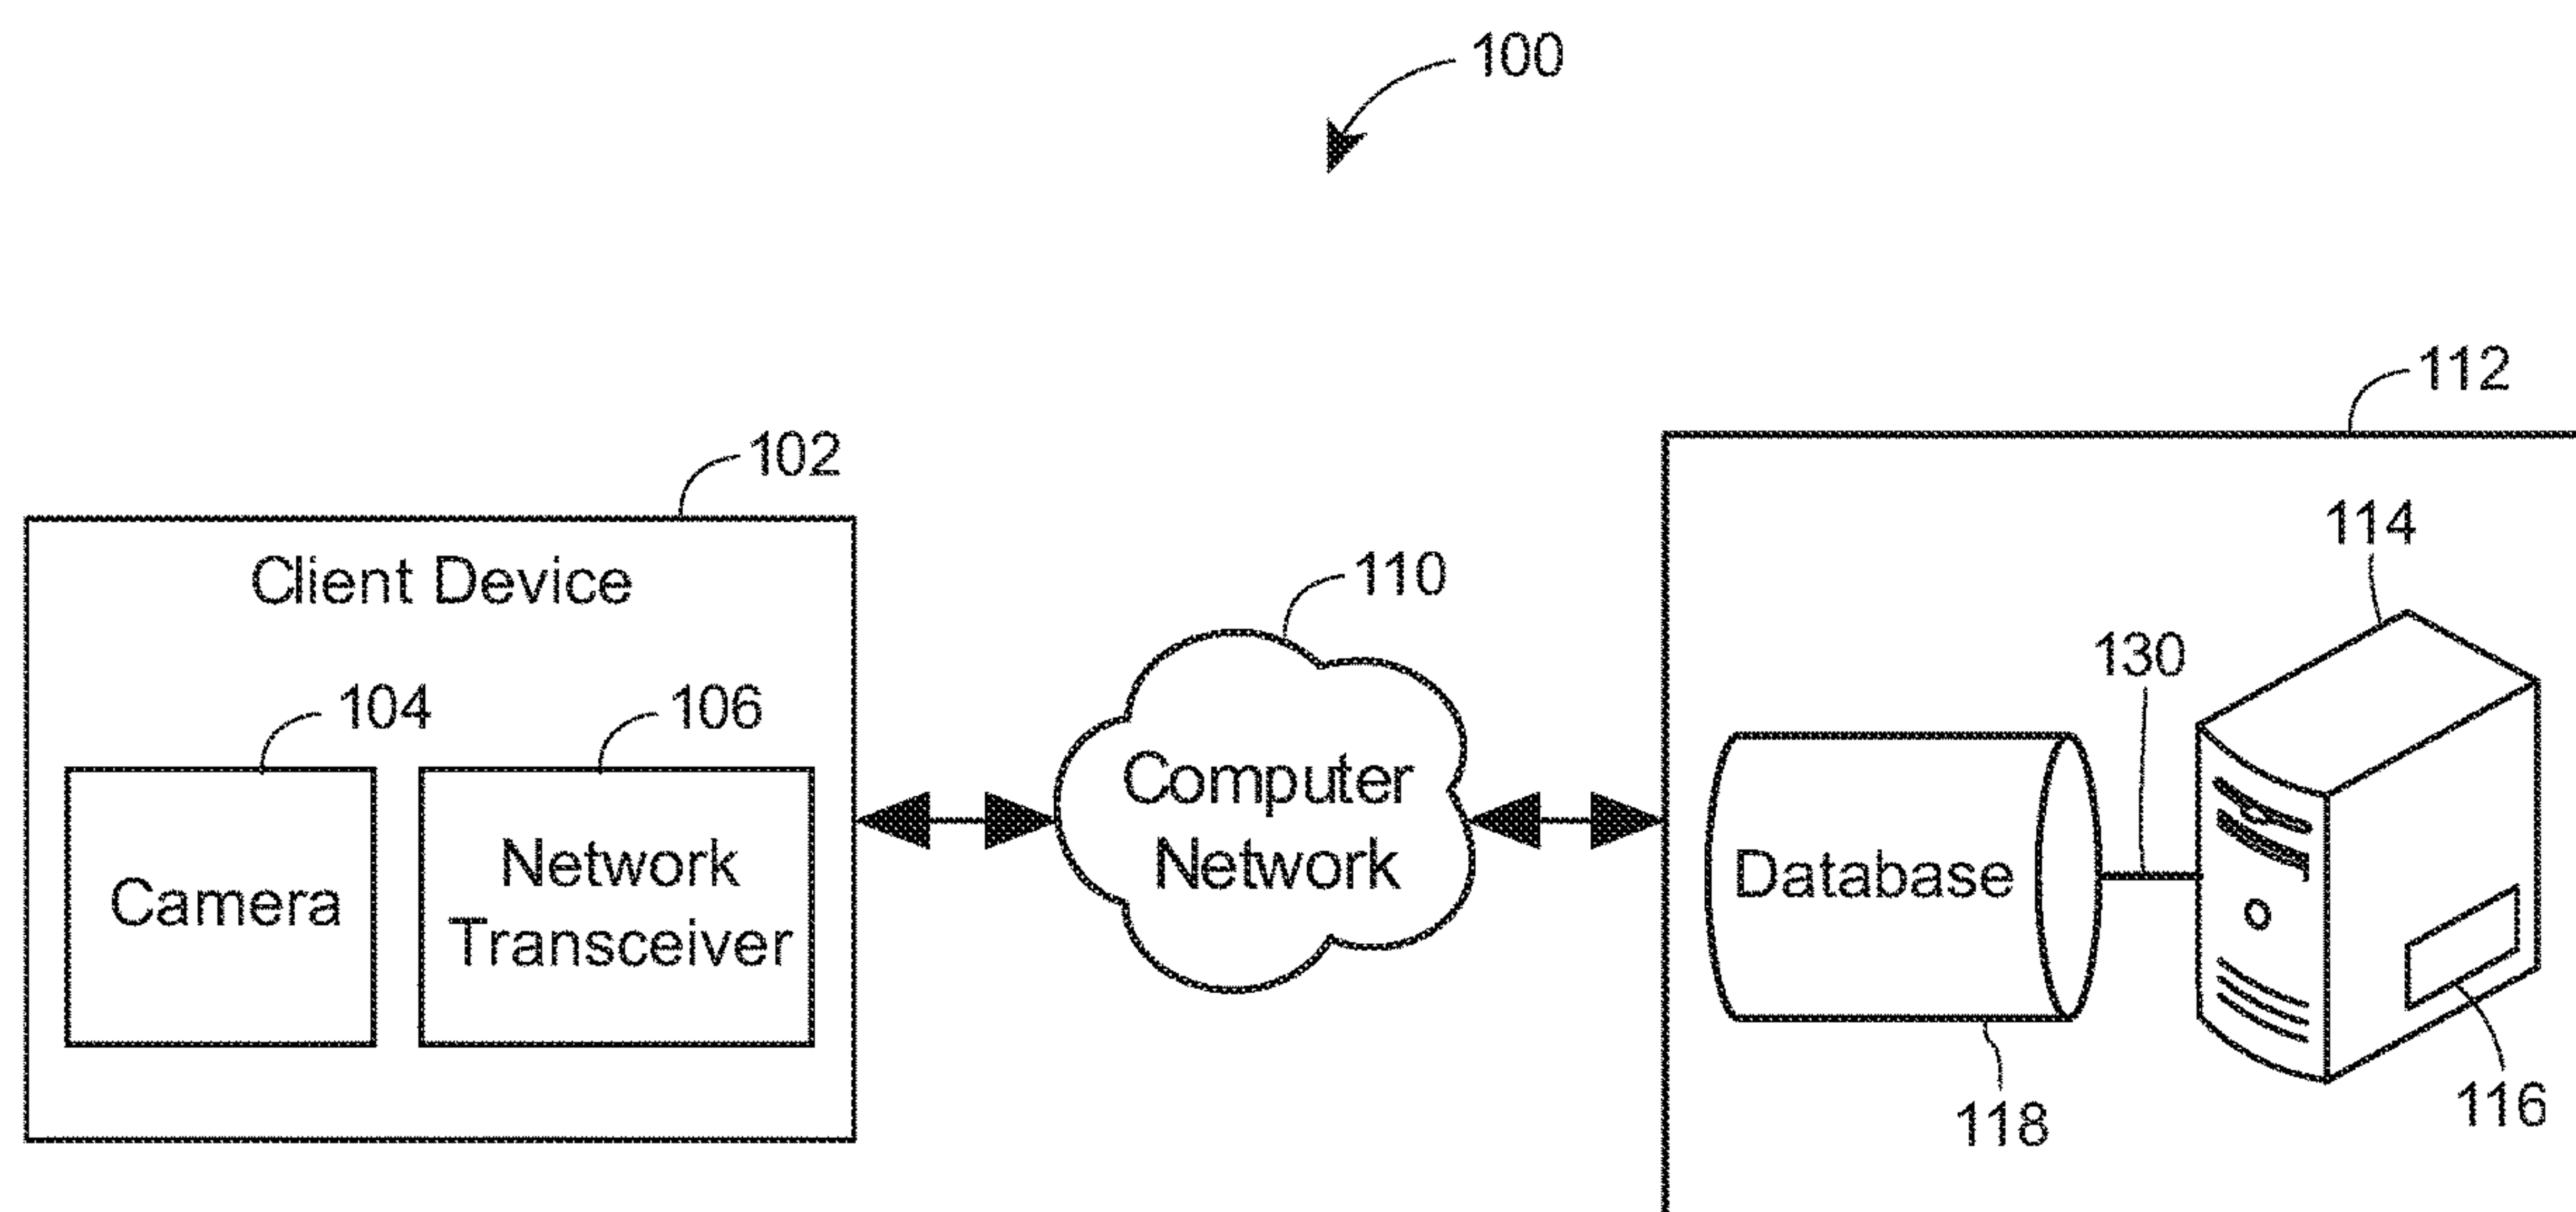 100
112
102
114
Client Device
110
130
104
106
Computer
Network
Camera
Network
Transceiver
Database
118
116